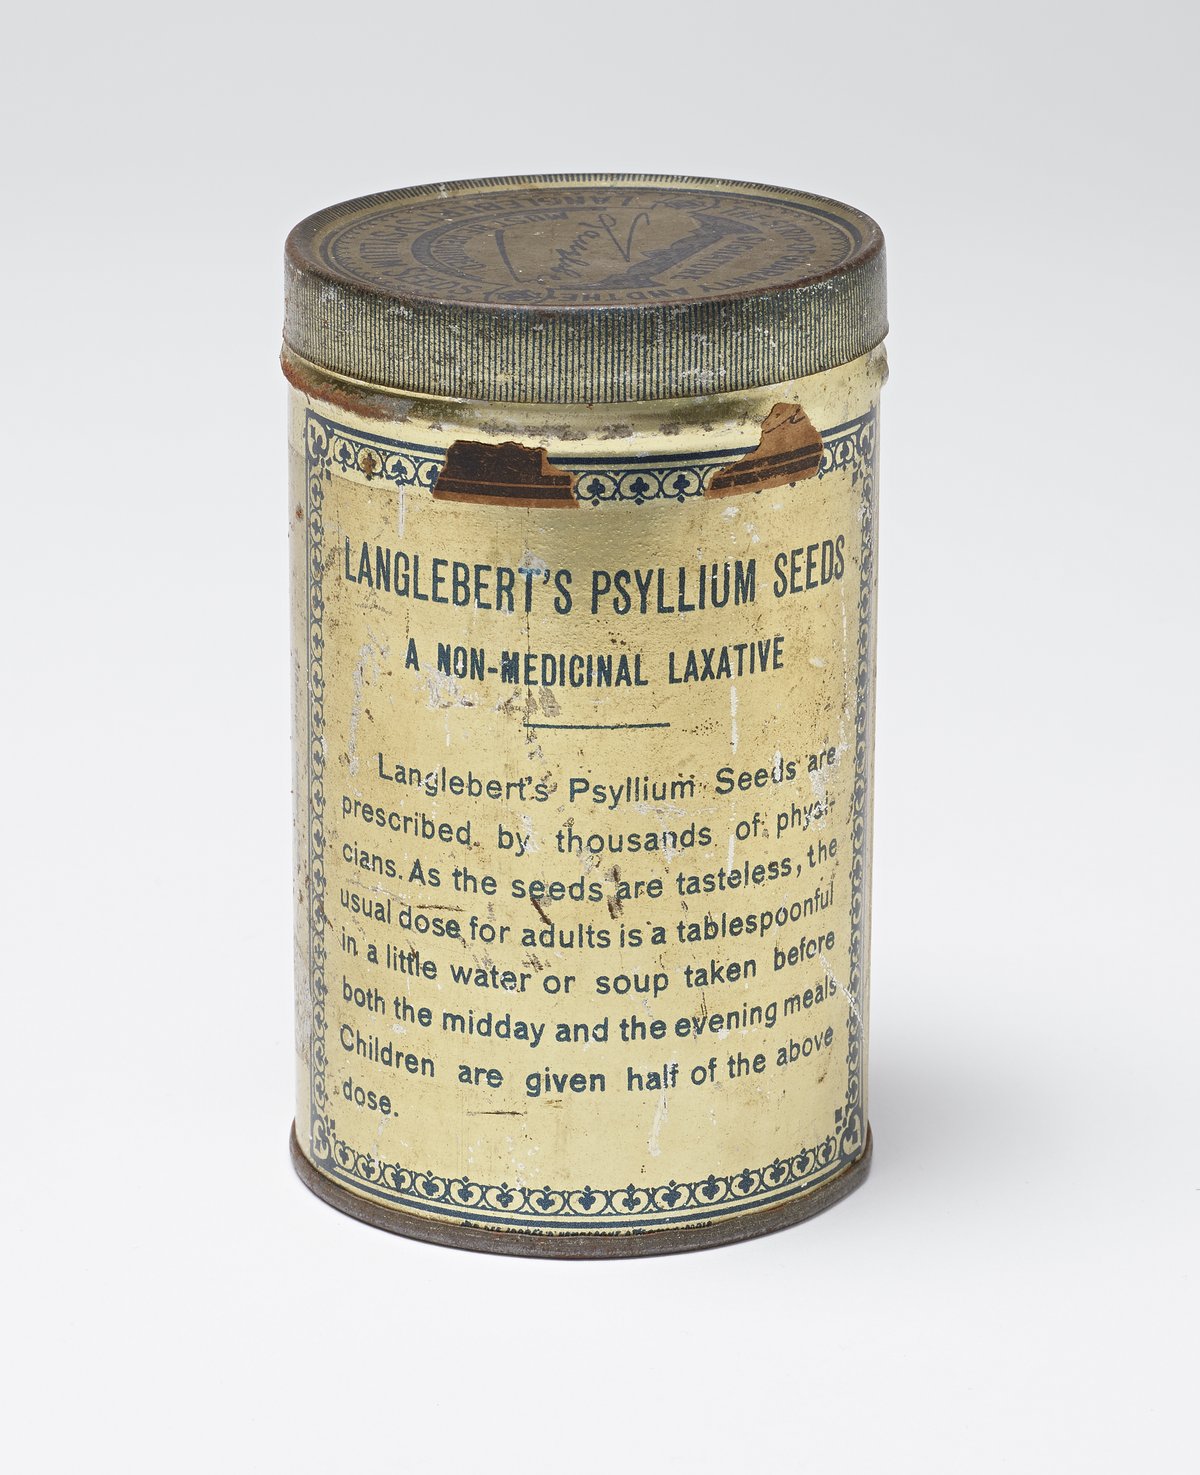 LANGLEBERT'S PSYLLIUM SEEDS
A NON-MEDICINAL LAXATIVE
Langlebert's Psyllium Seeds are
prescribed by thousands of physi-
cians. As the seeds are tasteless, the
usual dose for adults is a tablespoonful
in a little water or soup taken before
both the midday and the evening meals
Children are given half of the above
dose.